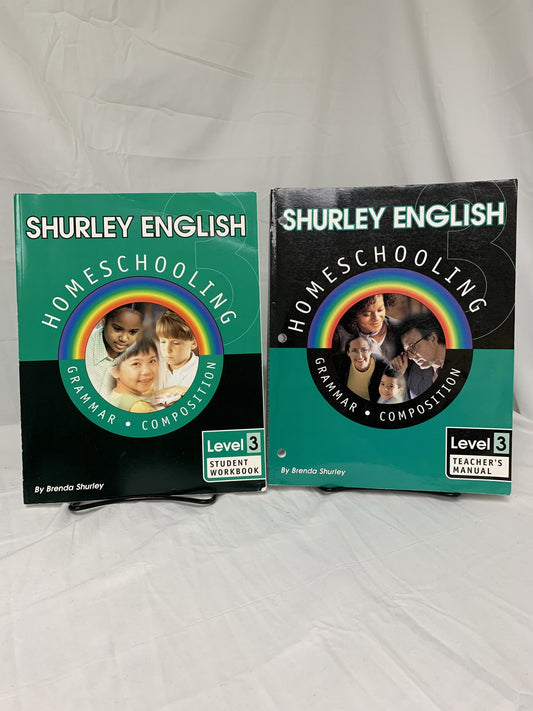 SHURLEY ENGLISH
HOMESCHOOLING
GRAMMAR • COMPOSITION
Level 3
STUDENT
WORKBOOK
By Brenda Shurley
SHURLEY ENGLISH
HOMESCHOOLING
GRAMMAR • COMPOSITION
Level 3
TEACHER'S
MANUAL
By Brenda Shurley